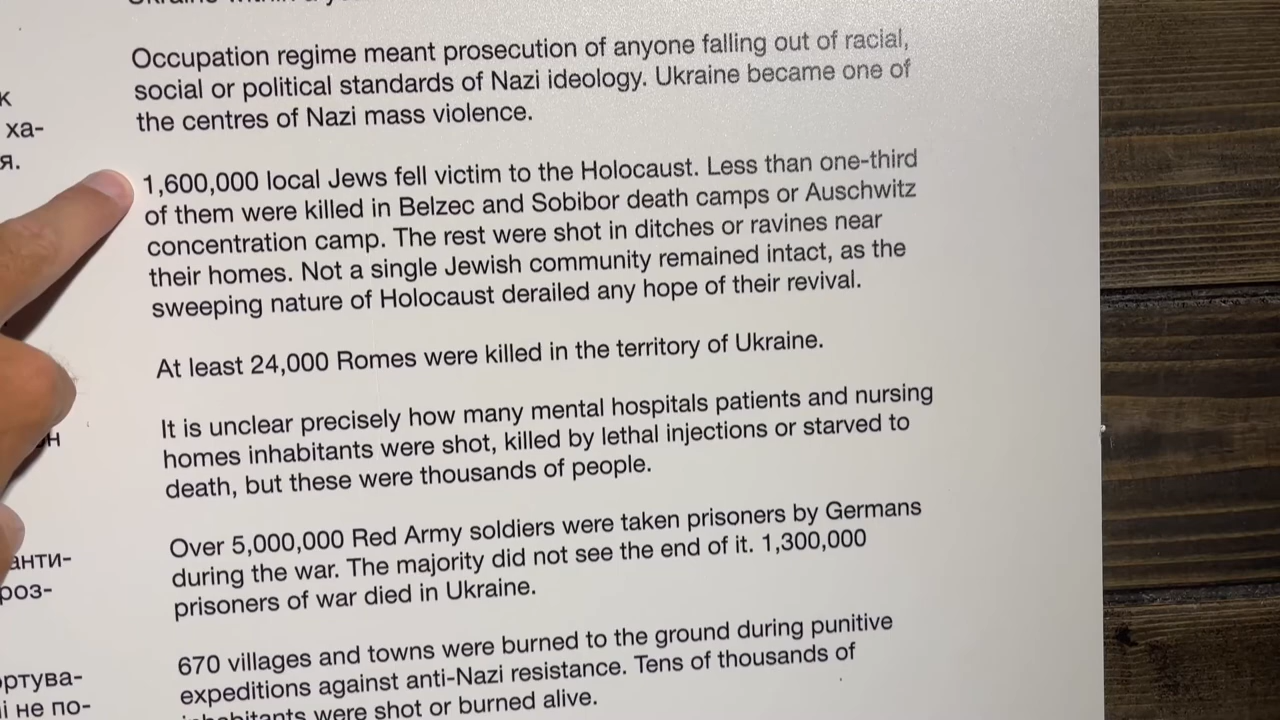 к
ха-
я.
анти-
роз-
ртува-
і не по-
Occupation regime meant prosecution of anyone falling out of racial,
social or political standards of Nazi ideology. Ukraine became one of
the centres of Nazi mass violence.
1,600,000 local Jews fell victim to the Holocaust. Less than one-third
of them were killed in Belzec and Sobibor death camps or Auschwitz
concentration camp. The rest were shot in ditches or ravines near
their homes. Not a single Jewish community remained intact, as the
sweeping nature of Holocaust derailed any hope of their revival.
At least 24,000 Romes were killed in the territory of Ukraine.
It is unclear precisely how many mental hospitals patients and nursing
homes inhabitants were shot, killed by lethal injections or starved to
death, but these were thousands of people.
Over 5,000,000 Red Army soldiers were taken prisoners by Germans
during the war. The majority did not see the end of it. 1,300,000
prisoners of war died in Ukraine.
670 villages and towns were burned to the ground during punitive
expeditions against anti-Nazi resistance. Tens of thousands of
inhabitants were shot or burned alive.